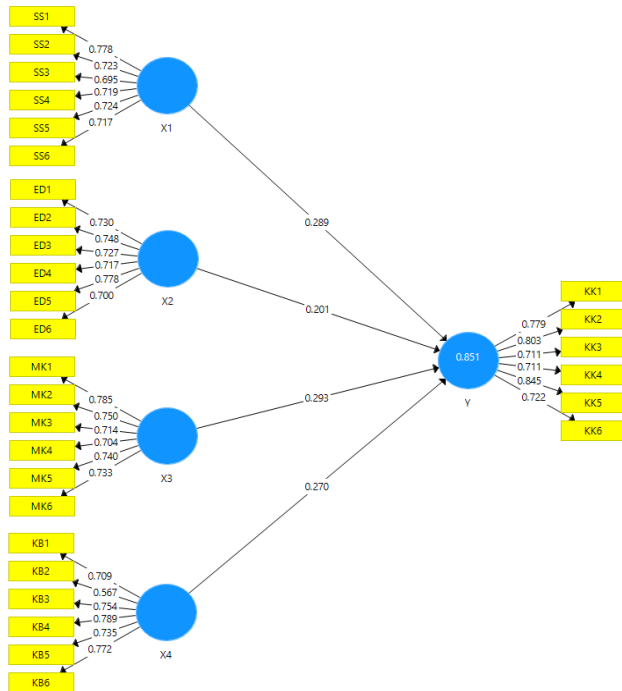 SS1
SS2
SS3
SS4
SS5
SS6
0.778
0.723
0.695
0.719
0.724
0.717
X1
ED1
ED2
ED3
ED4
ED5
ED6
0.730
0.748
0.727
0.717
0.778
0.700
X2
MK1
MK2
MK3
MK4
MK5
MK6
0.785
0.750
0.714
0.704
0.740
0.733
X3
KB1
KB2
KB3
KB4
KB5
KB6
0.709
0.567
0.754
0.789
0.735
0.772
X4
0.289
0.201
0.293
0.270
0.851
Y
0.779
0.803
0.711
0.711
0.845
0.722
KK1
KK2
KK3
KK4
KK5
KK6